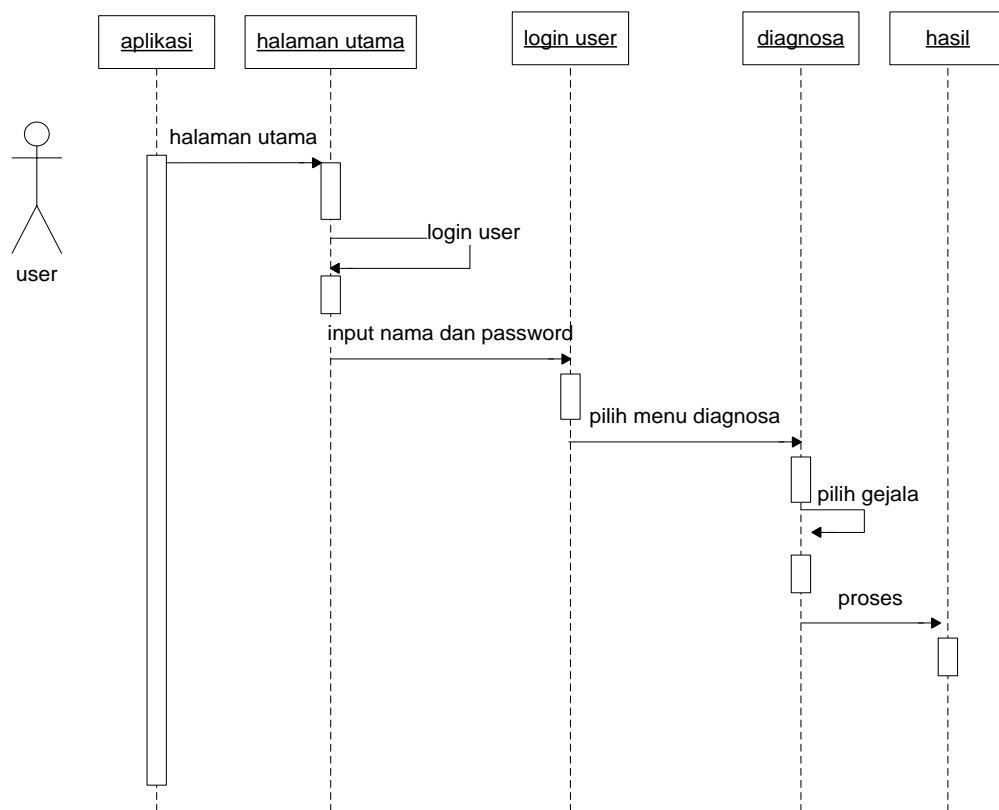 aplikasi
halaman utama
login user
diagnosa
hasil
halaman utama
login user
user
input nama dan password
pilih menu diagnosa
pilih gejala
proses